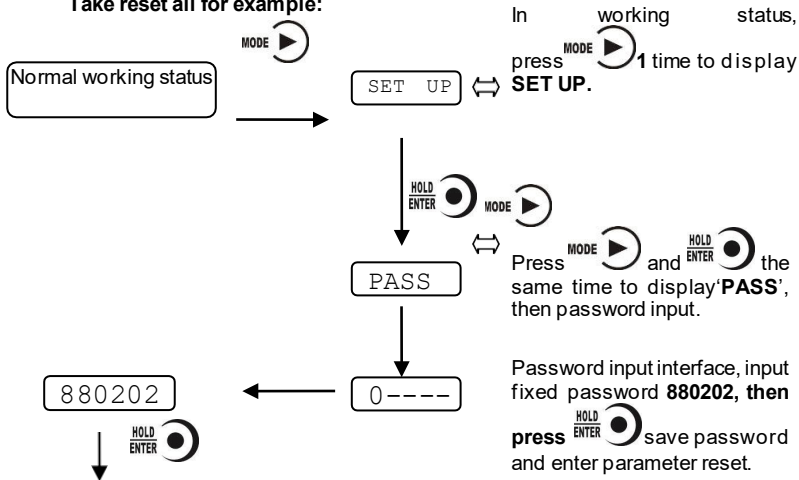 Take reset all for example:
MODE
Normal working status
SET UP
In working status,
press MODE 1 time to display
SET UP.
HOLD
ENTER
MODE
PASS
Press MODE and HOLD ENTER the
same time to display‘PASS’,
then password input.
880202
0----
HOLD
ENTER
Password input interface, input
fixed password 880202, then
press HOLD ENTER save password
and enter parameter reset.